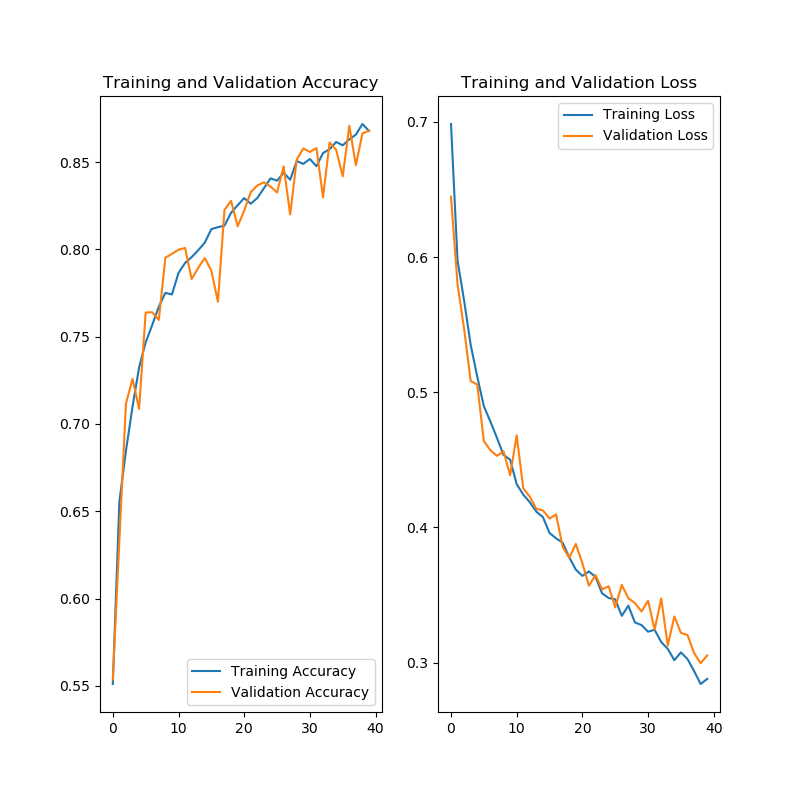 Training and Validation Accuracy
0.85
0.80
0.75
0.70
0.65
0.60
0.55
Training Accuracy
Validation Accuracy
0 10 20 30 40
Training and Validation Loss
Training Loss
Validation Loss
0.7
0.6
0.5
0.4
0.3
0 10 20 30 40